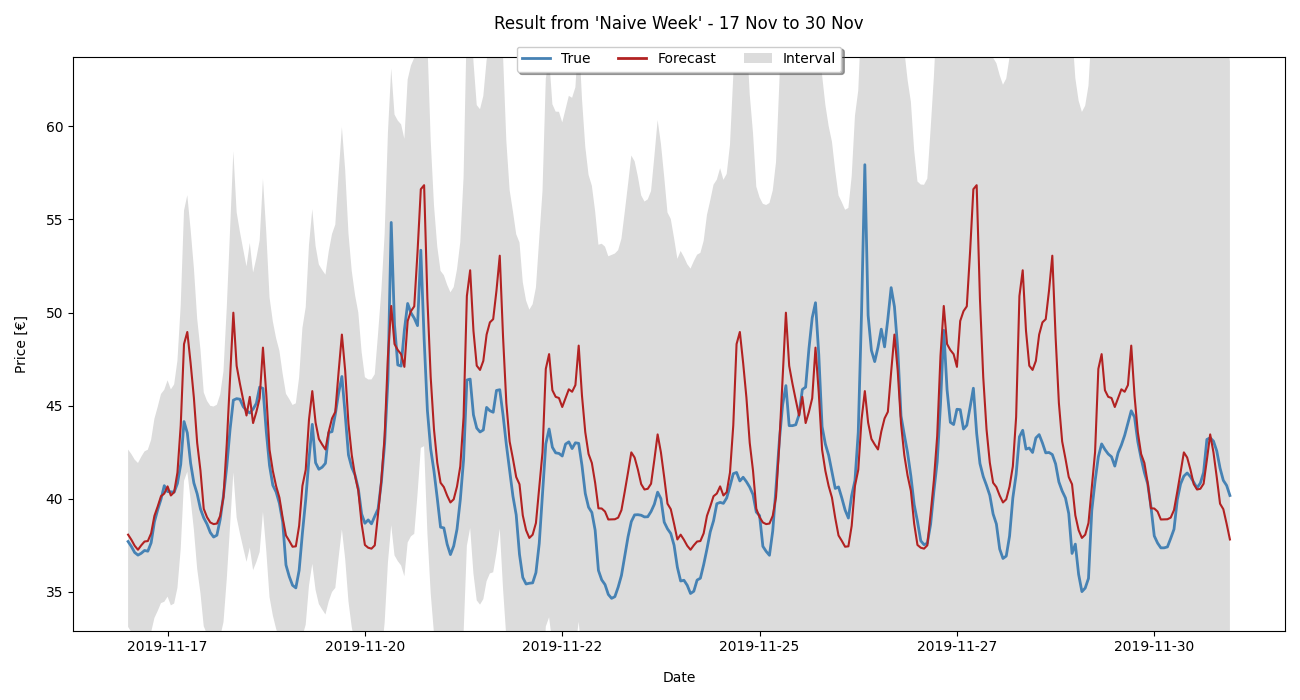 Result from 'Naive Week' - 17 Nov to 30 Nov
True Forecast Interval
Price [€]
60
55
50
45
40
35
2019-11-17 2019-11-20 2019-11-22 2019-11-25 2019-11-27 2019-11-30
Date